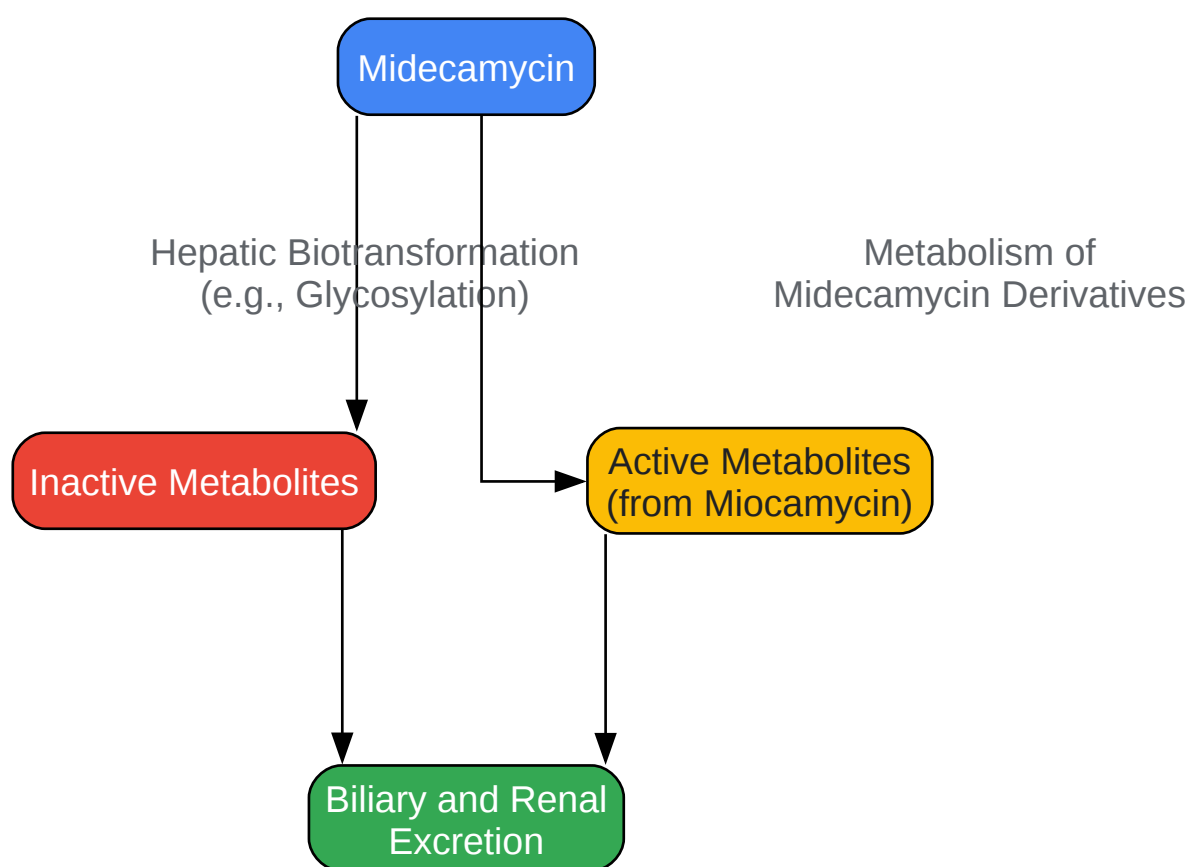 Midecamycin
Hepatic Biotransformation
(e.g., Glycosylation)
Metabolism of
Midecamycin Derivatives
Inactive Metabolites
Active Metabolites
(from Miocamycin)
Biliary and Renal
Excretion